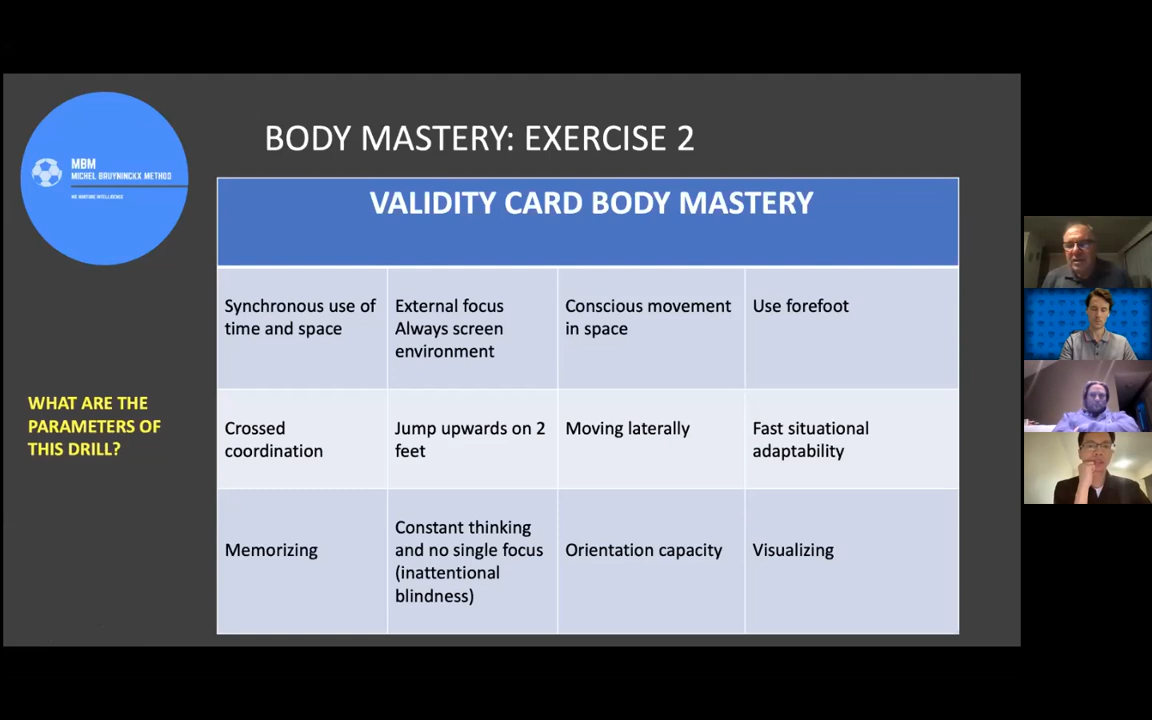 MBM
MICHEL BRUYNINCKX METHOD
BODY MASTERY: EXERCISE 2
VALIDITY CARD BODY MASTERY
Synchronous use of
time and space
External focus
Always screen
environment
Conscious movement
in space
Use forefoot
Crossed
coordination
Jump upwards on 2
feet
Moving laterally
Fast situational
adaptability
Memorizing
Constant thinking
and no single focus
(inattentional
blindness)
Orientation capacity
Visualizing
WHAT ARE THE
PARAMETERS OF
THIS DRILL?